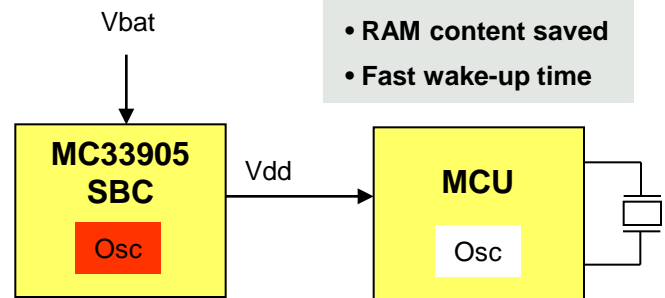 Vbat
• RAM content saved
• Fast wake-up time
MC33905
SBC
Vdd
MCU
Osc
Osc